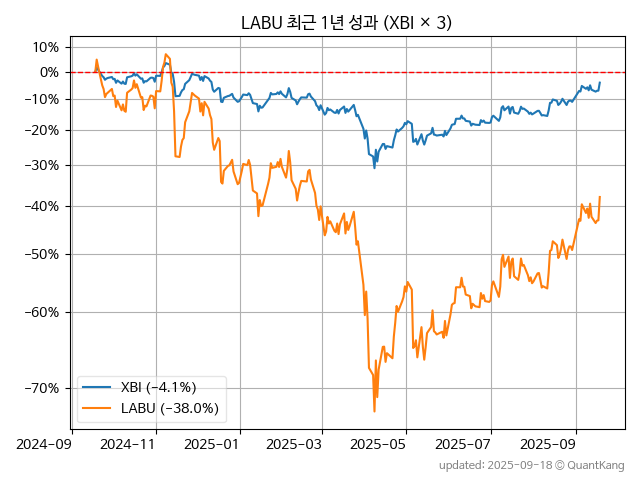 LABU 최근 1년 성과 (XBI × 3)
10%
0%
−10%
−20%
−30%
−40%
−50%
−60%
−70%
XBI (−4.1%)
LABU (−38.0%)
2024-09 2024-11 2025-01 2025-03 2025-05 2025-07 2025-09
updated: 2025-09-18 © QuantKang